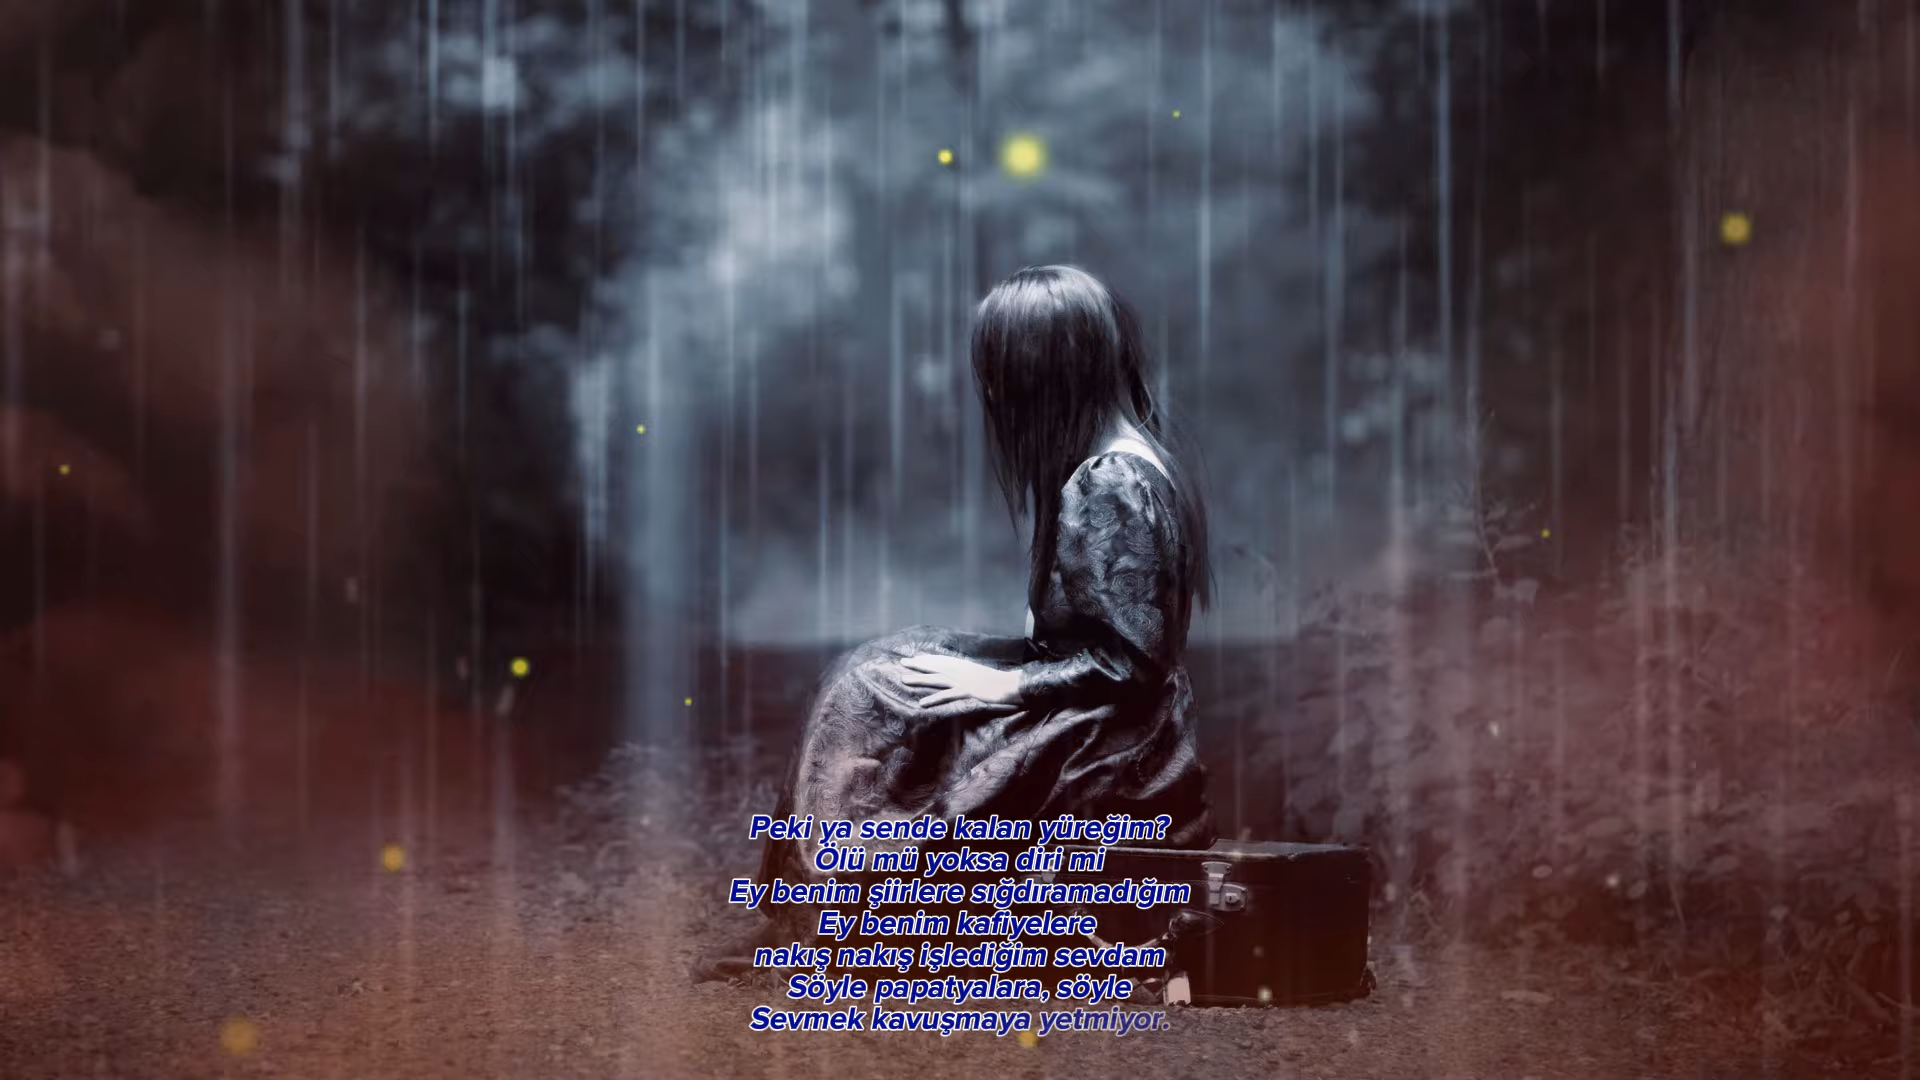 Peki ya sende kalan yüreğim?
Ölü mü yoksa diri mi
Ey benim şiirlere sığdıramadığım
Ey benim kafiyelere
nakış nakış işlediğim sevdam
Söyle papatyalara, söyle
Sevmek kavuşmaya yetmiyor.